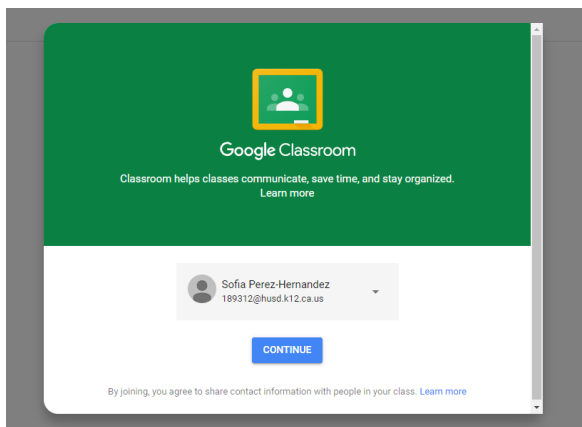 Google Classroom
Classroom helps classes communicate, save time, and stay organized.
Learn more
Sofia Perez-Hernandez
189312@husd.k12.ca.us
CONTINUE
By joining, you agree to share contact information with people in your class. Learn more